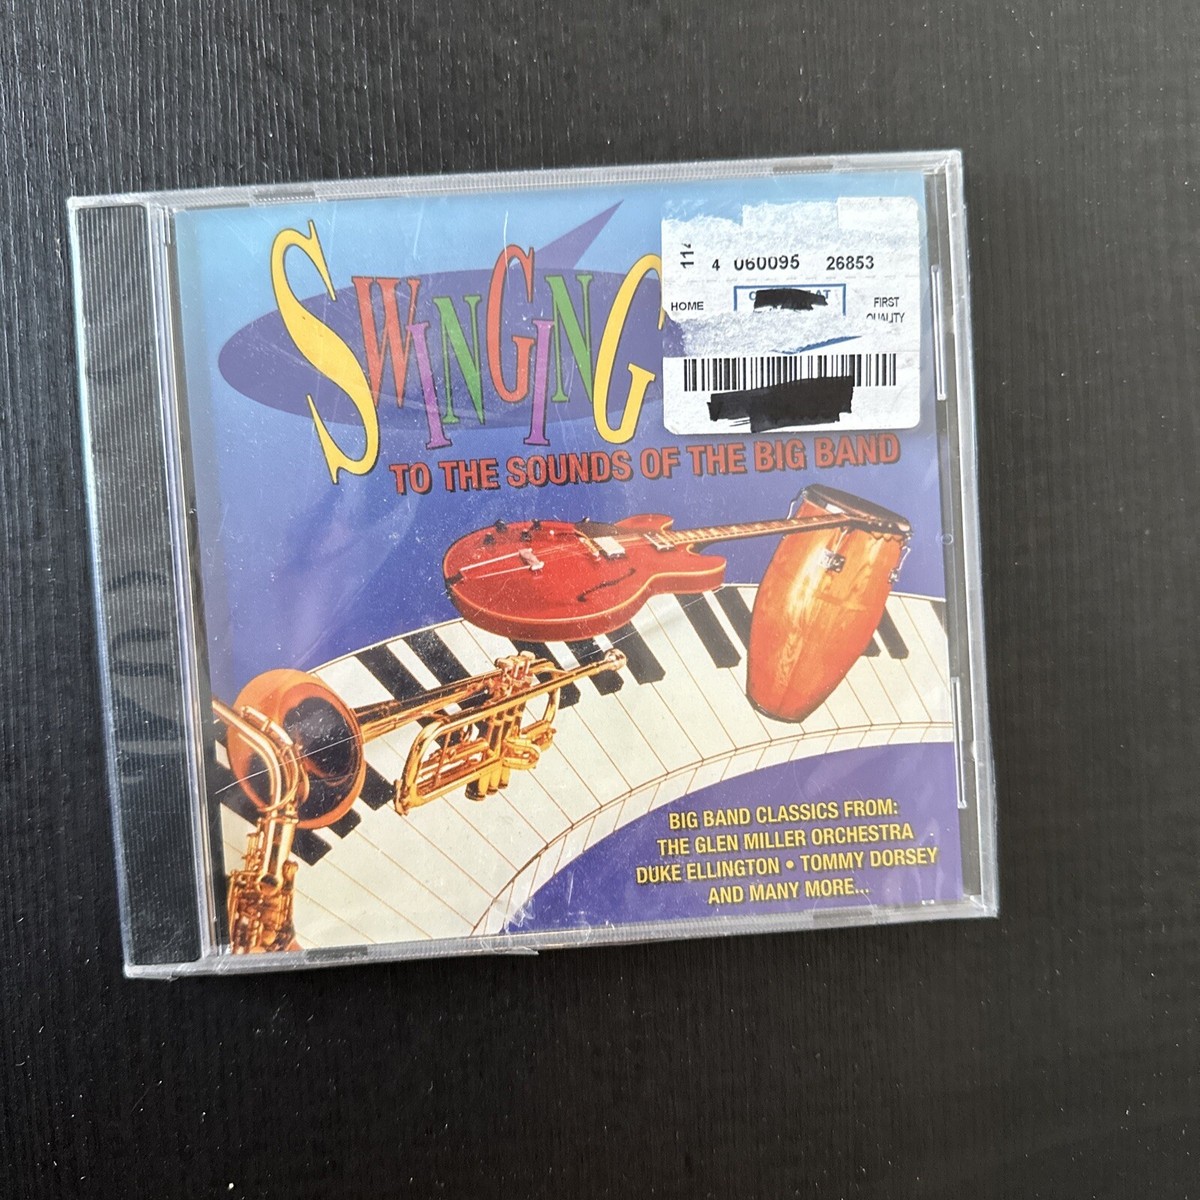 SWINGING
TO THE SOUNDS OF THE BIG BAND
114
4 060095 26853
HOME
FIRST
QUALITY
BIG BAND CLASSICS FROM:
THE GLEN MILLER ORCHESTRA
DUKE ELLINGTON • TOMMY DORSEY
AND MANY MORE...